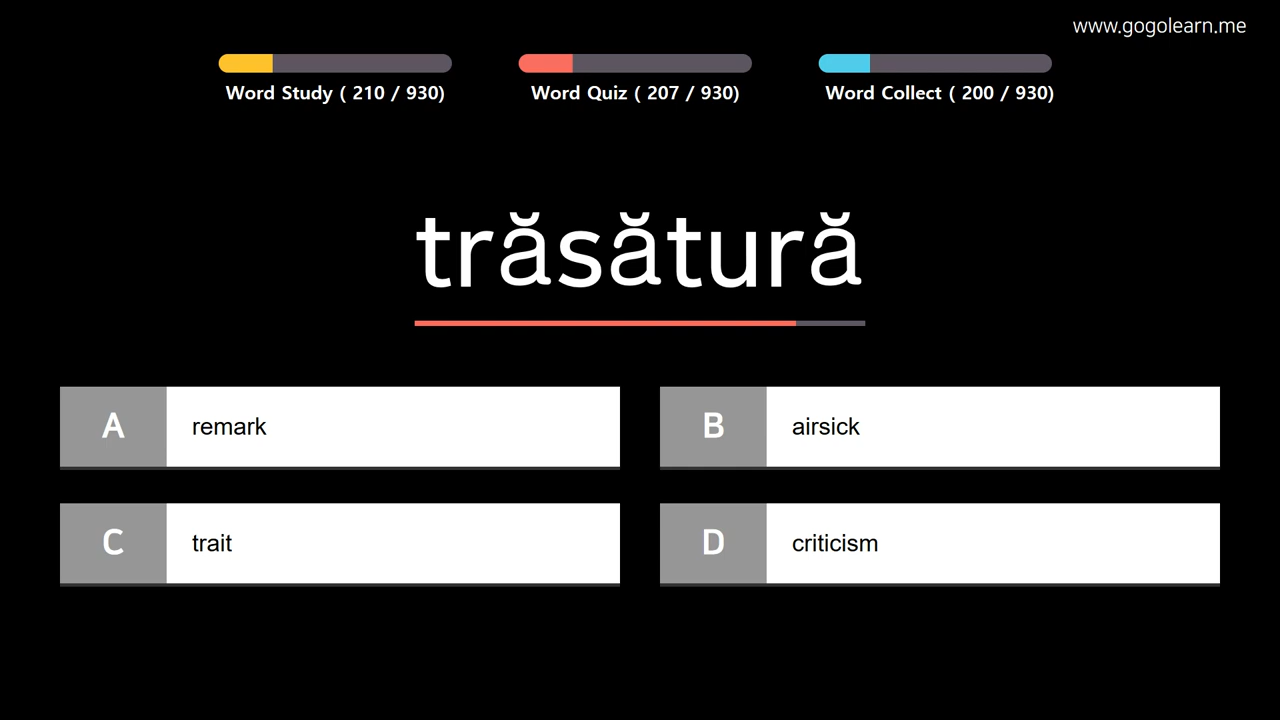 www.gogolearn.me
Word Study ( 210 / 930)
Word Quiz ( 207 / 930)
Word Collect ( 200 / 930)
trăsătură
A remark
B airsick
C trait
D criticism